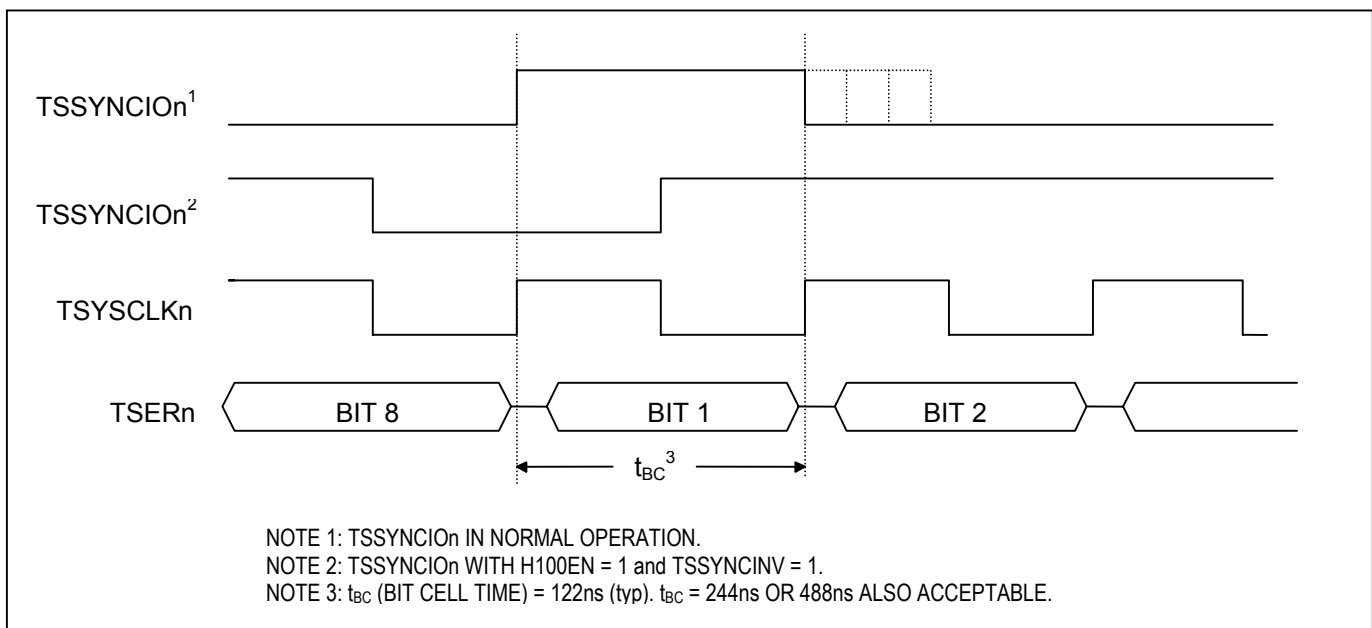 TSSYNCIOn¹
TSSYNCIOn²
TSYSCLKn
TSERn
BIT 8
BIT 1
BIT 2
tBC³
NOTE 1: TSSYNCIOn IN NORMAL OPERATION.
NOTE 2: TSSYNCIOn WITH H100EN = 1 and TSSYNCINV = 1.
NOTE 3: tBC (BIT CELL TIME) = 122ns (typ). tBC = 244ns OR 488ns ALSO ACCEPTABLE.